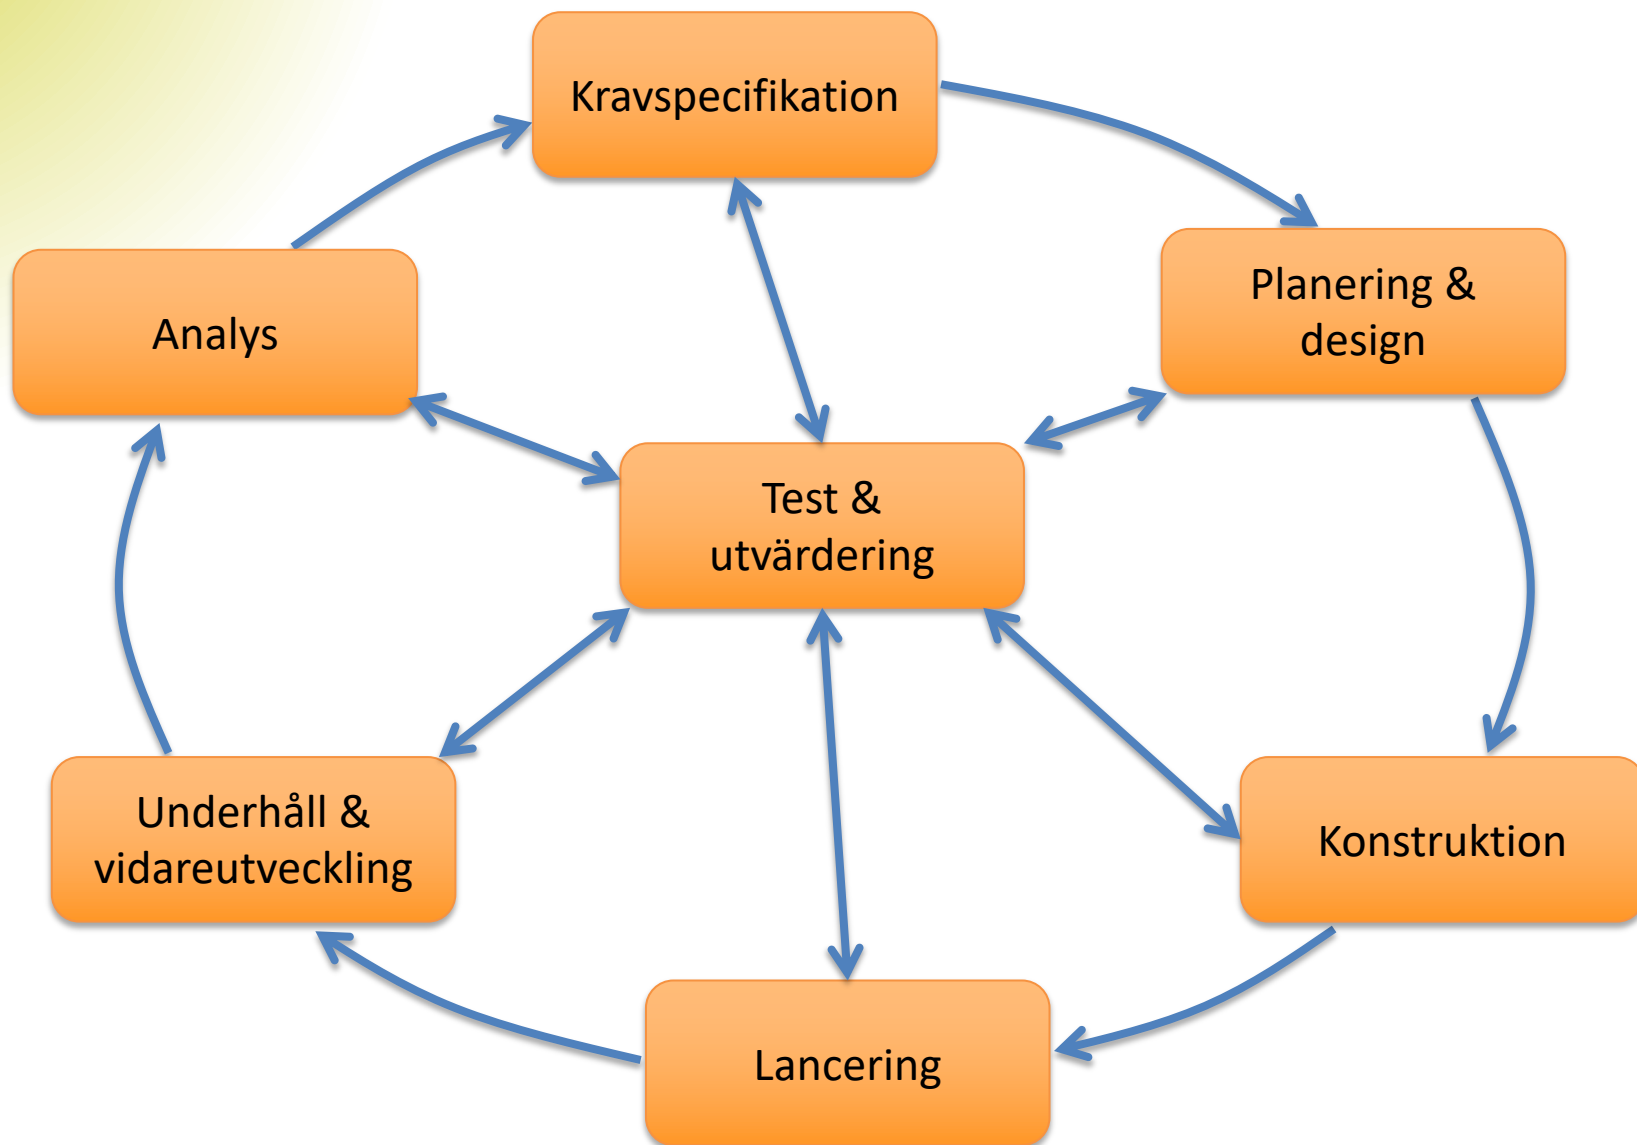 Kravspecifikation
Planering &
design
Analys
Test &
utvärdering
Underhåll &
vidareutveckling
Konstruktion
Lancering